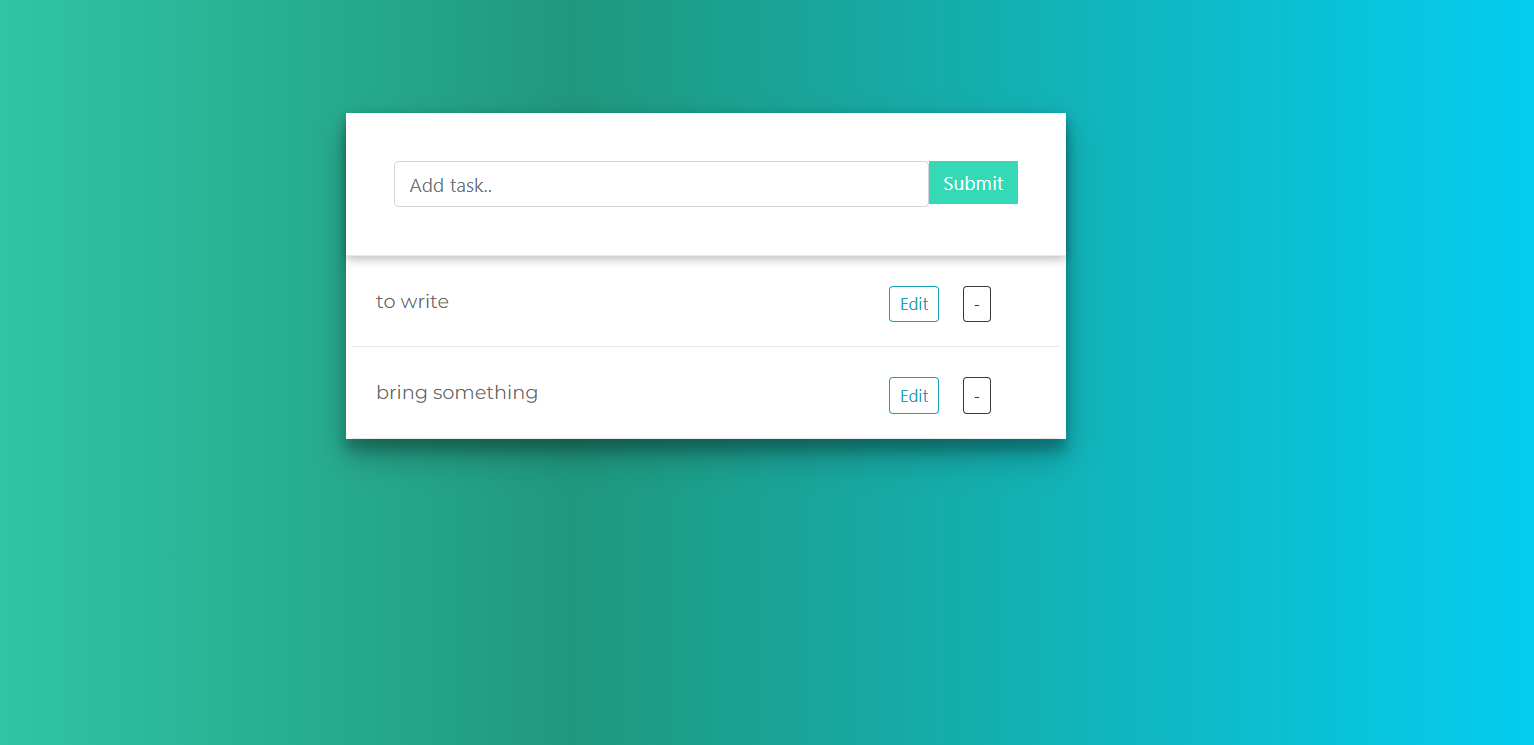 Add task.. Submit
to write Edit -
bring something Edit -